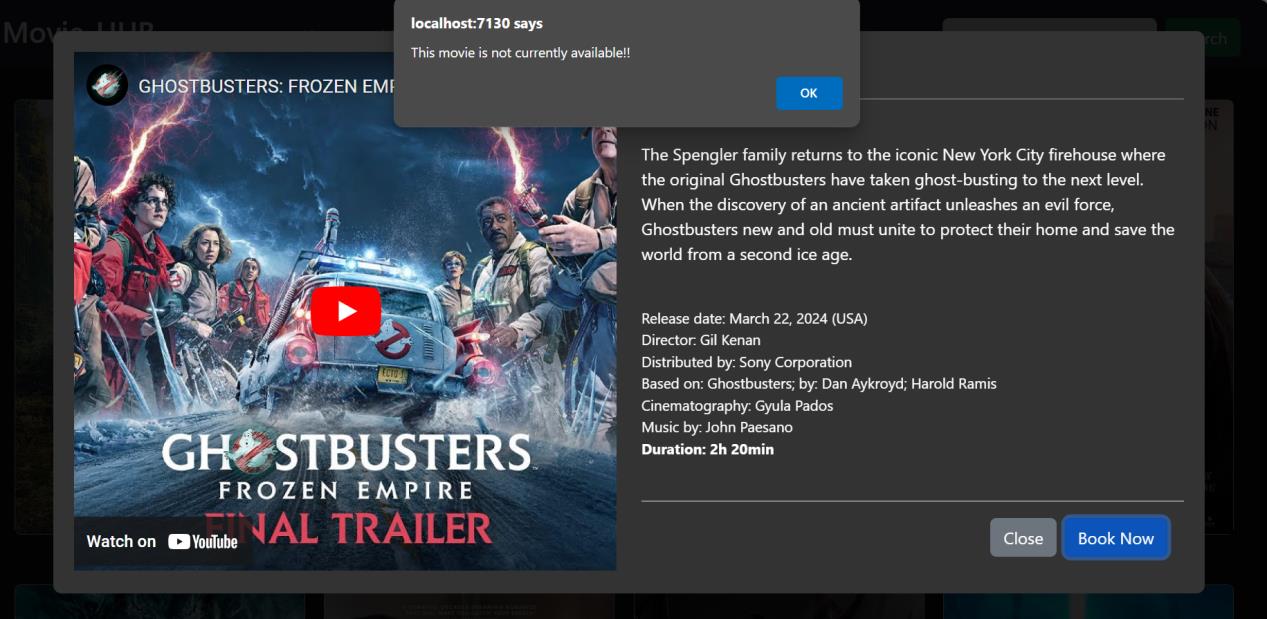 Movie HUB
localhost:7130 says
This movie is not currently available!!
OK
GHOSTBUSTERS: FROZEN EMP
The Spengler family returns to the iconic New York City firehouse where
the original Ghostbusters have taken ghost-busting to the next level.
When the discovery of an ancient artifact unleashes an evil force,
Ghostbusters new and old must unite to protect their home and save the
world from a second ice age.
Release date: March 22, 2024 (USA)
Director: Gil Kenan
Distributed by: Sony Corporation
Based on: Ghostbusters; by: Dan Aykroyd; Harold Ramis
Cinematography: Gyula Pados
Music by: John Paesano
Duration: 2h 20min
ECTO-1
GHOSTBUSTERS
FROZEN EMPIRE
FINAL TRAILER
Watch on YouTube
Close
Book Now